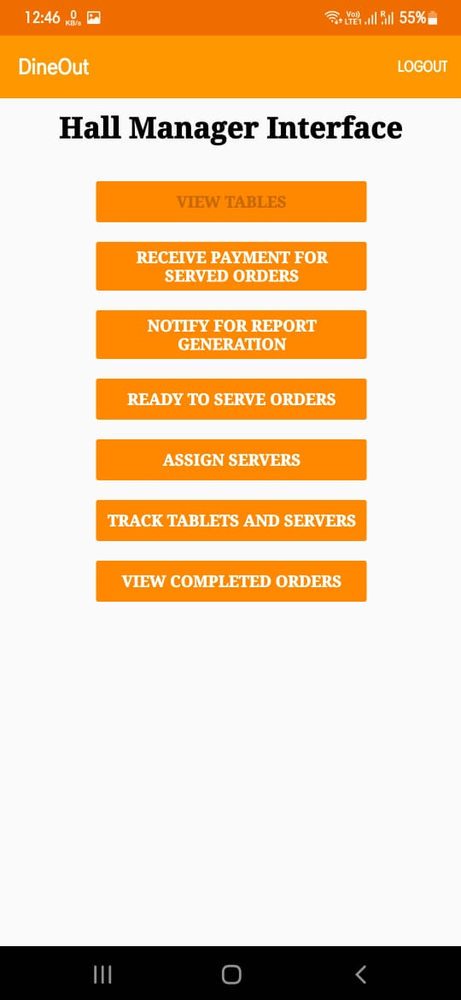 12:46 0 KB/s Vo)) LTE1 R 55%
DineOut LOGOUT
Hall Manager Interface
VIEW TABLES
RECEIVE PAYMENT FOR
SERVED ORDERS
NOTIFY FOR REPORT
GENERATION
READY TO SERVE ORDERS
ASSIGN SERVERS
TRACK TABLETS AND SERVERS
VIEW COMPLETED ORDERS